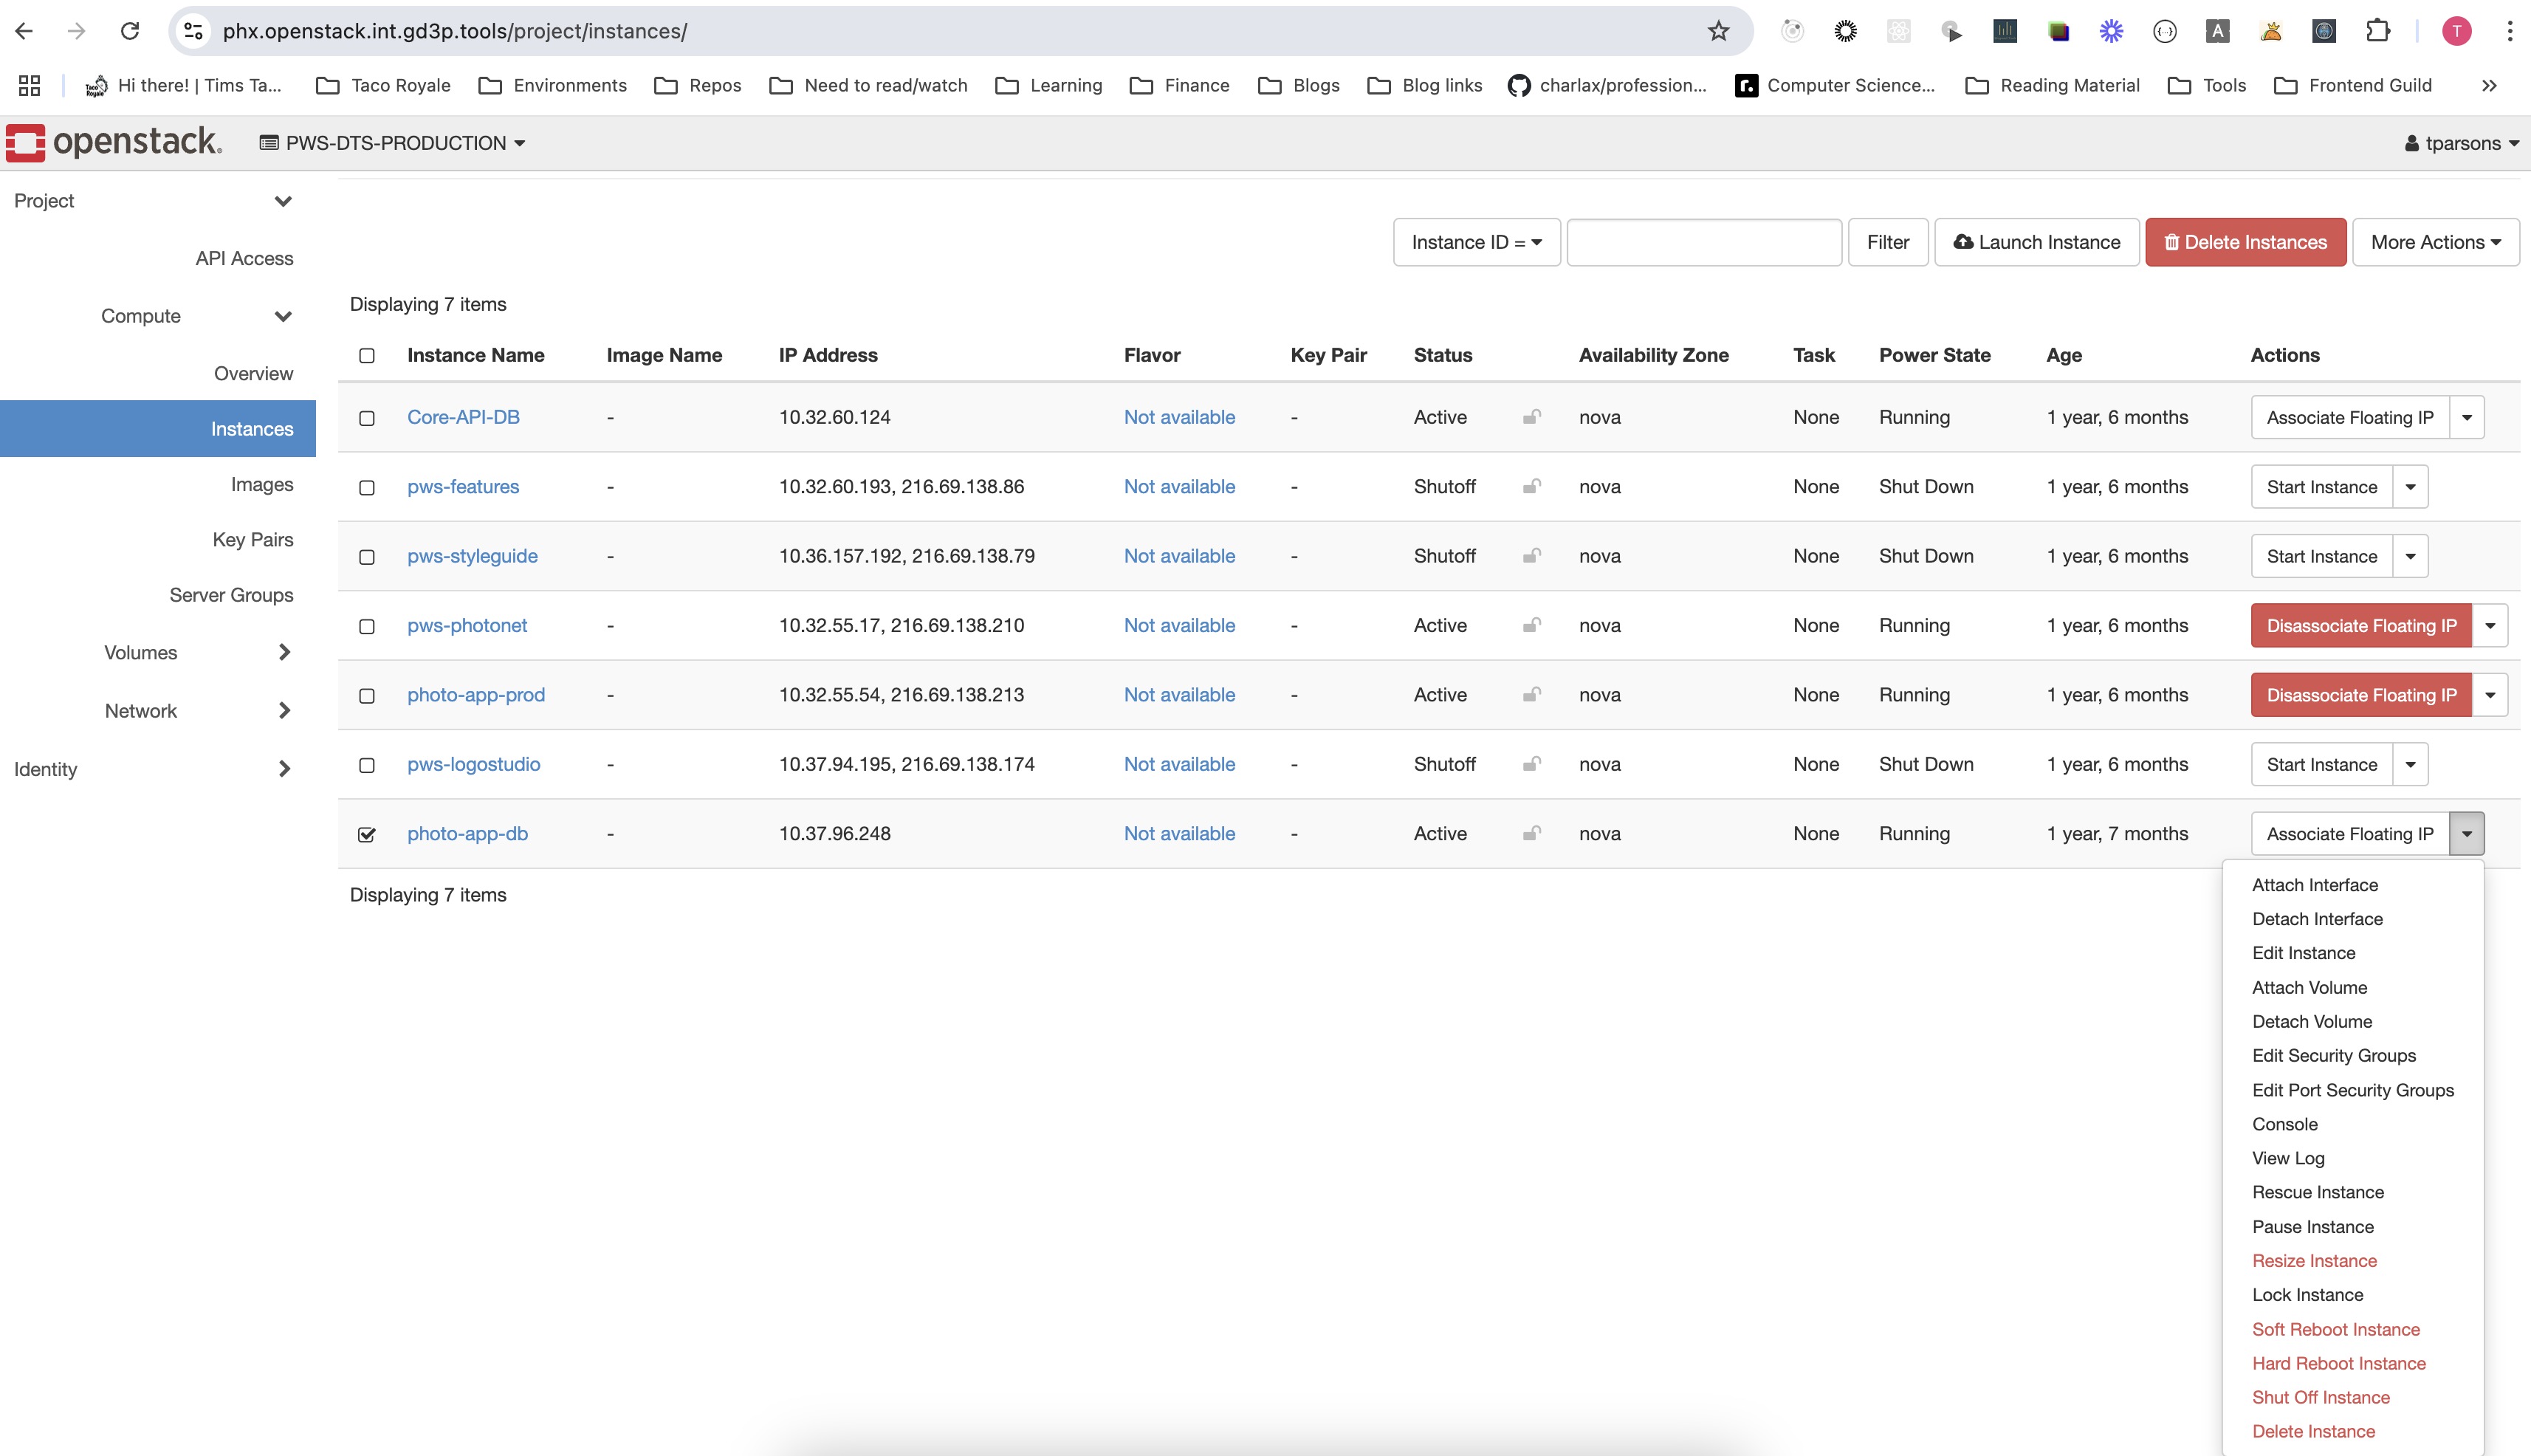 phx.openstack.int.gd3p.tools/project/instances/
A
T
Hi there! | Tims Ta... Taco Royale Environments Repos Need to read/watch Learning Finance Blogs Blog links charlax/profession... r. Computer Science... Reading Material Tools Frontend Guild »
openstack. PWS-DTS-PRODUCTION tparsons
Project
API Access
Compute
Overview
Instances
Images
Key Pairs
Server Groups
Volumes
Network
Identity
Instance ID = Filter Launch Instance Delete Instances More Actions
Displaying 7 items
Instance Name Image Name IP Address Flavor Key Pair Status Availability Zone Task Power State Age Actions
Core-API-DB - 10.32.60.124 Not available - Active nova None Running 1 year, 6 months Associate Floating IP
pws-features - 10.32.60.193, 216.69.138.86 Not available - Shutoff nova None Shut Down 1 year, 6 months Start Instance
pws-styleguide - 10.36.157.192, 216.69.138.79 Not available - Shutoff nova None Shut Down 1 year, 6 months Start Instance
pws-photonet - 10.32.55.17, 216.69.138.210 Not available - Active nova None Running 1 year, 6 months Disassociate Floating IP
photo-app-prod - 10.32.55.54, 216.69.138.213 Not available - Active nova None Running 1 year, 6 months Disassociate Floating IP
pws-logostudio - 10.37.94.195, 216.69.138.174 Not available - Shutoff nova None Shut Down 1 year, 6 months Start Instance
photo-app-db - 10.37.96.248 Not available - Active nova None Running 1 year, 7 months Associate Floating IP
Displaying 7 items
Attach Interface
Detach Interface
Edit Instance
Attach Volume
Detach Volume
Edit Security Groups
Edit Port Security Groups
Console
View Log
Rescue Instance
Pause Instance
Resize Instance
Lock Instance
Soft Reboot Instance
Hard Reboot Instance
Shut Off Instance
Delete Instance